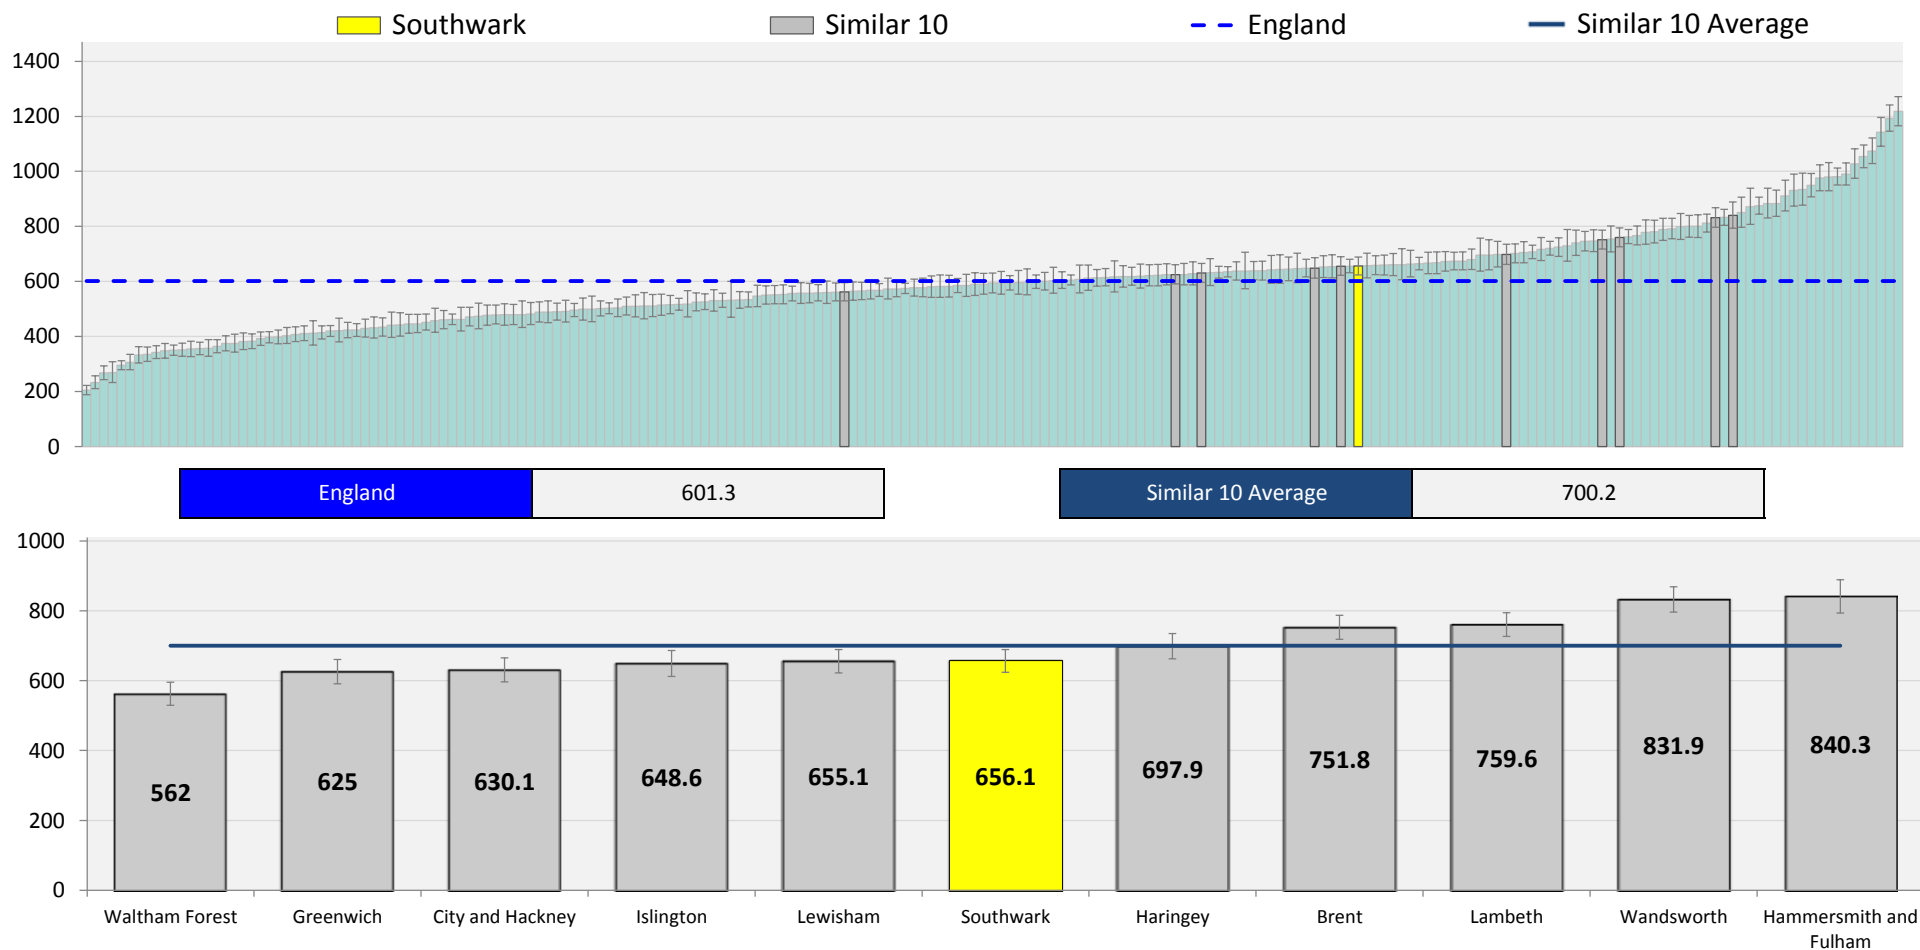 Southwark
Similar 10
England
Similar 10 Average
1400
1200
1000
800
600
400
200
0
England
601.3
Similar 10 Average
700.2
1000
800
600
400
200
0
562
625
630.1
648.6
655.1
656.1
697.9
751.8
759.6
831.9
840.3
Waltham Forest
Greenwich
City and Hackney
Islington
Lewisham
Southwark
Haringey
Brent
Lambeth
Wandsworth
Hammersmith and
Fulham